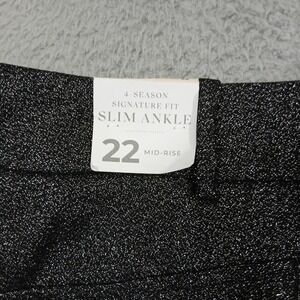 4-SEASON
SIGNATURE FIT
SLIM ANKLE
22 MID-RISE